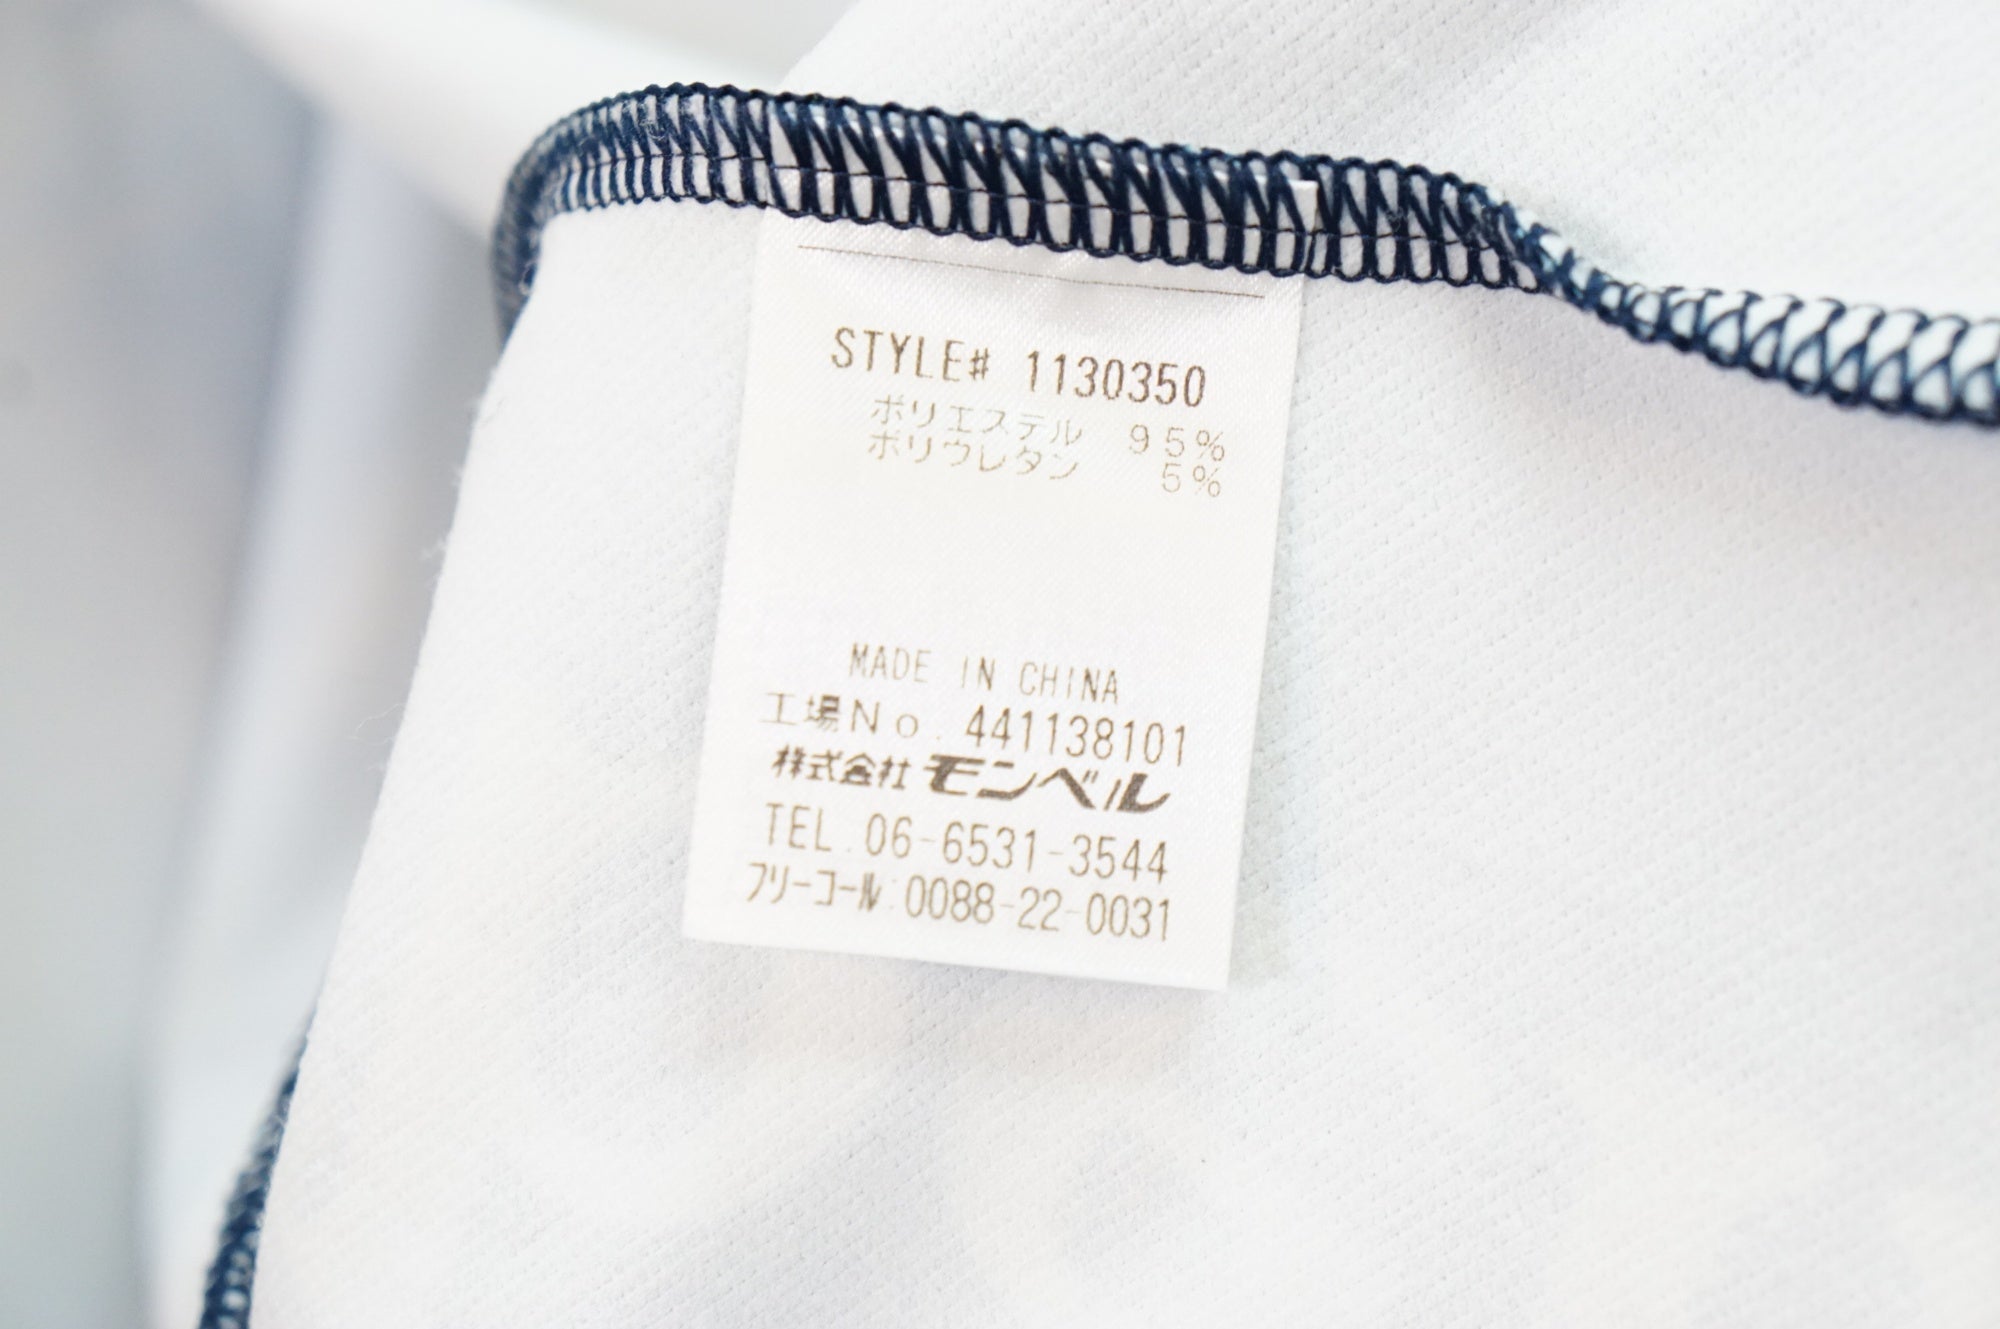 STYLE# 1130350
ポリエステル 95%
ポリウレタン 5%
MADE IN CHINA
工場No. 441138101
株式会社モンベル
TEL.06-6531-3544
フリーコール:0088-22-0031